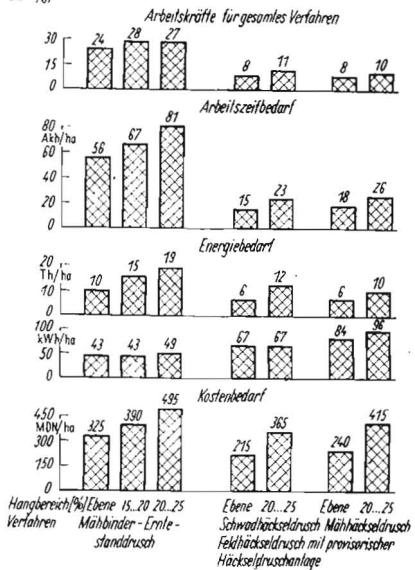 Arbeitskräfte für gesamtes Verfahren
30
15
0
24 28 27 8 11 8 10
Arbeitszeitbedarf
80
Akh/ha
60
40
20
0
56 67 81 15 23 18 26
Energiebedarf
20
Th/ha
10
0
10 15 19 6 12 6 10
100
kWh/ha
50
0
43 43 49 67 67 84 96
Kostenbedarf
450
MDN/ha
300
150
0
325 390 495 215 365 240 415
Hangbereich[%] Ebene 15...20 20...25 Ebene 20...25 Ebene 20...25
Verfahren Mähbinder-Ernte- Schwadhäckseldrusch Mähhäckseldrusch
standdrusch Feldhäckseldrusch mit provisorischer
Häckseldruschanlage